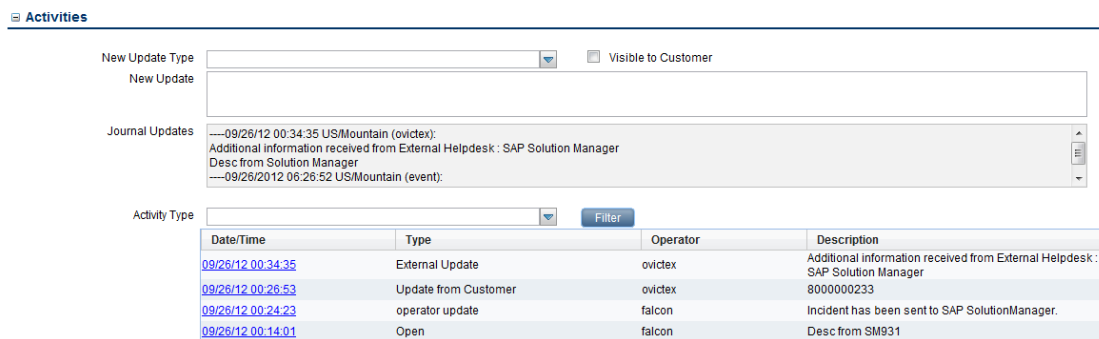 Activities
New Update Type
Visible to Customer
New Update
Journal Updates
----09/26/12 00:34:35 US/Mountain (ovictex):
Additional information received from External Helpdesk : SAP Solution Manager
Desc from Solution Manager
----09/26/2012 06:26:52 US/Mountain (event):
Activity Type
Filter
Date/Time Type Operator Description
09/26/12 00:34:35 External Update ovictex Additional information received from External Helpdesk :
SAP Solution Manager
09/26/12 00:26:53 Update from Customer ovictex 8000000233
09/26/12 00:24:23 operator update falcon Incident has been sent to SAP SolutionManager.
09/26/12 00:14:01 Open falcon Desc from SM931